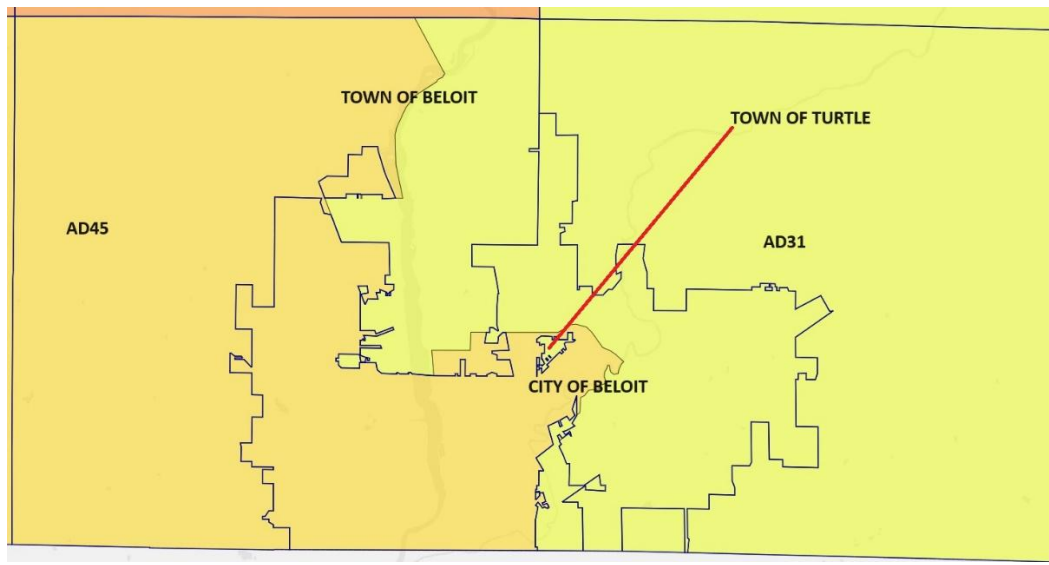 TOWN OF BELOIT
TOWN OF TURTLE
AD45
AD31
CITY OF BELOIT